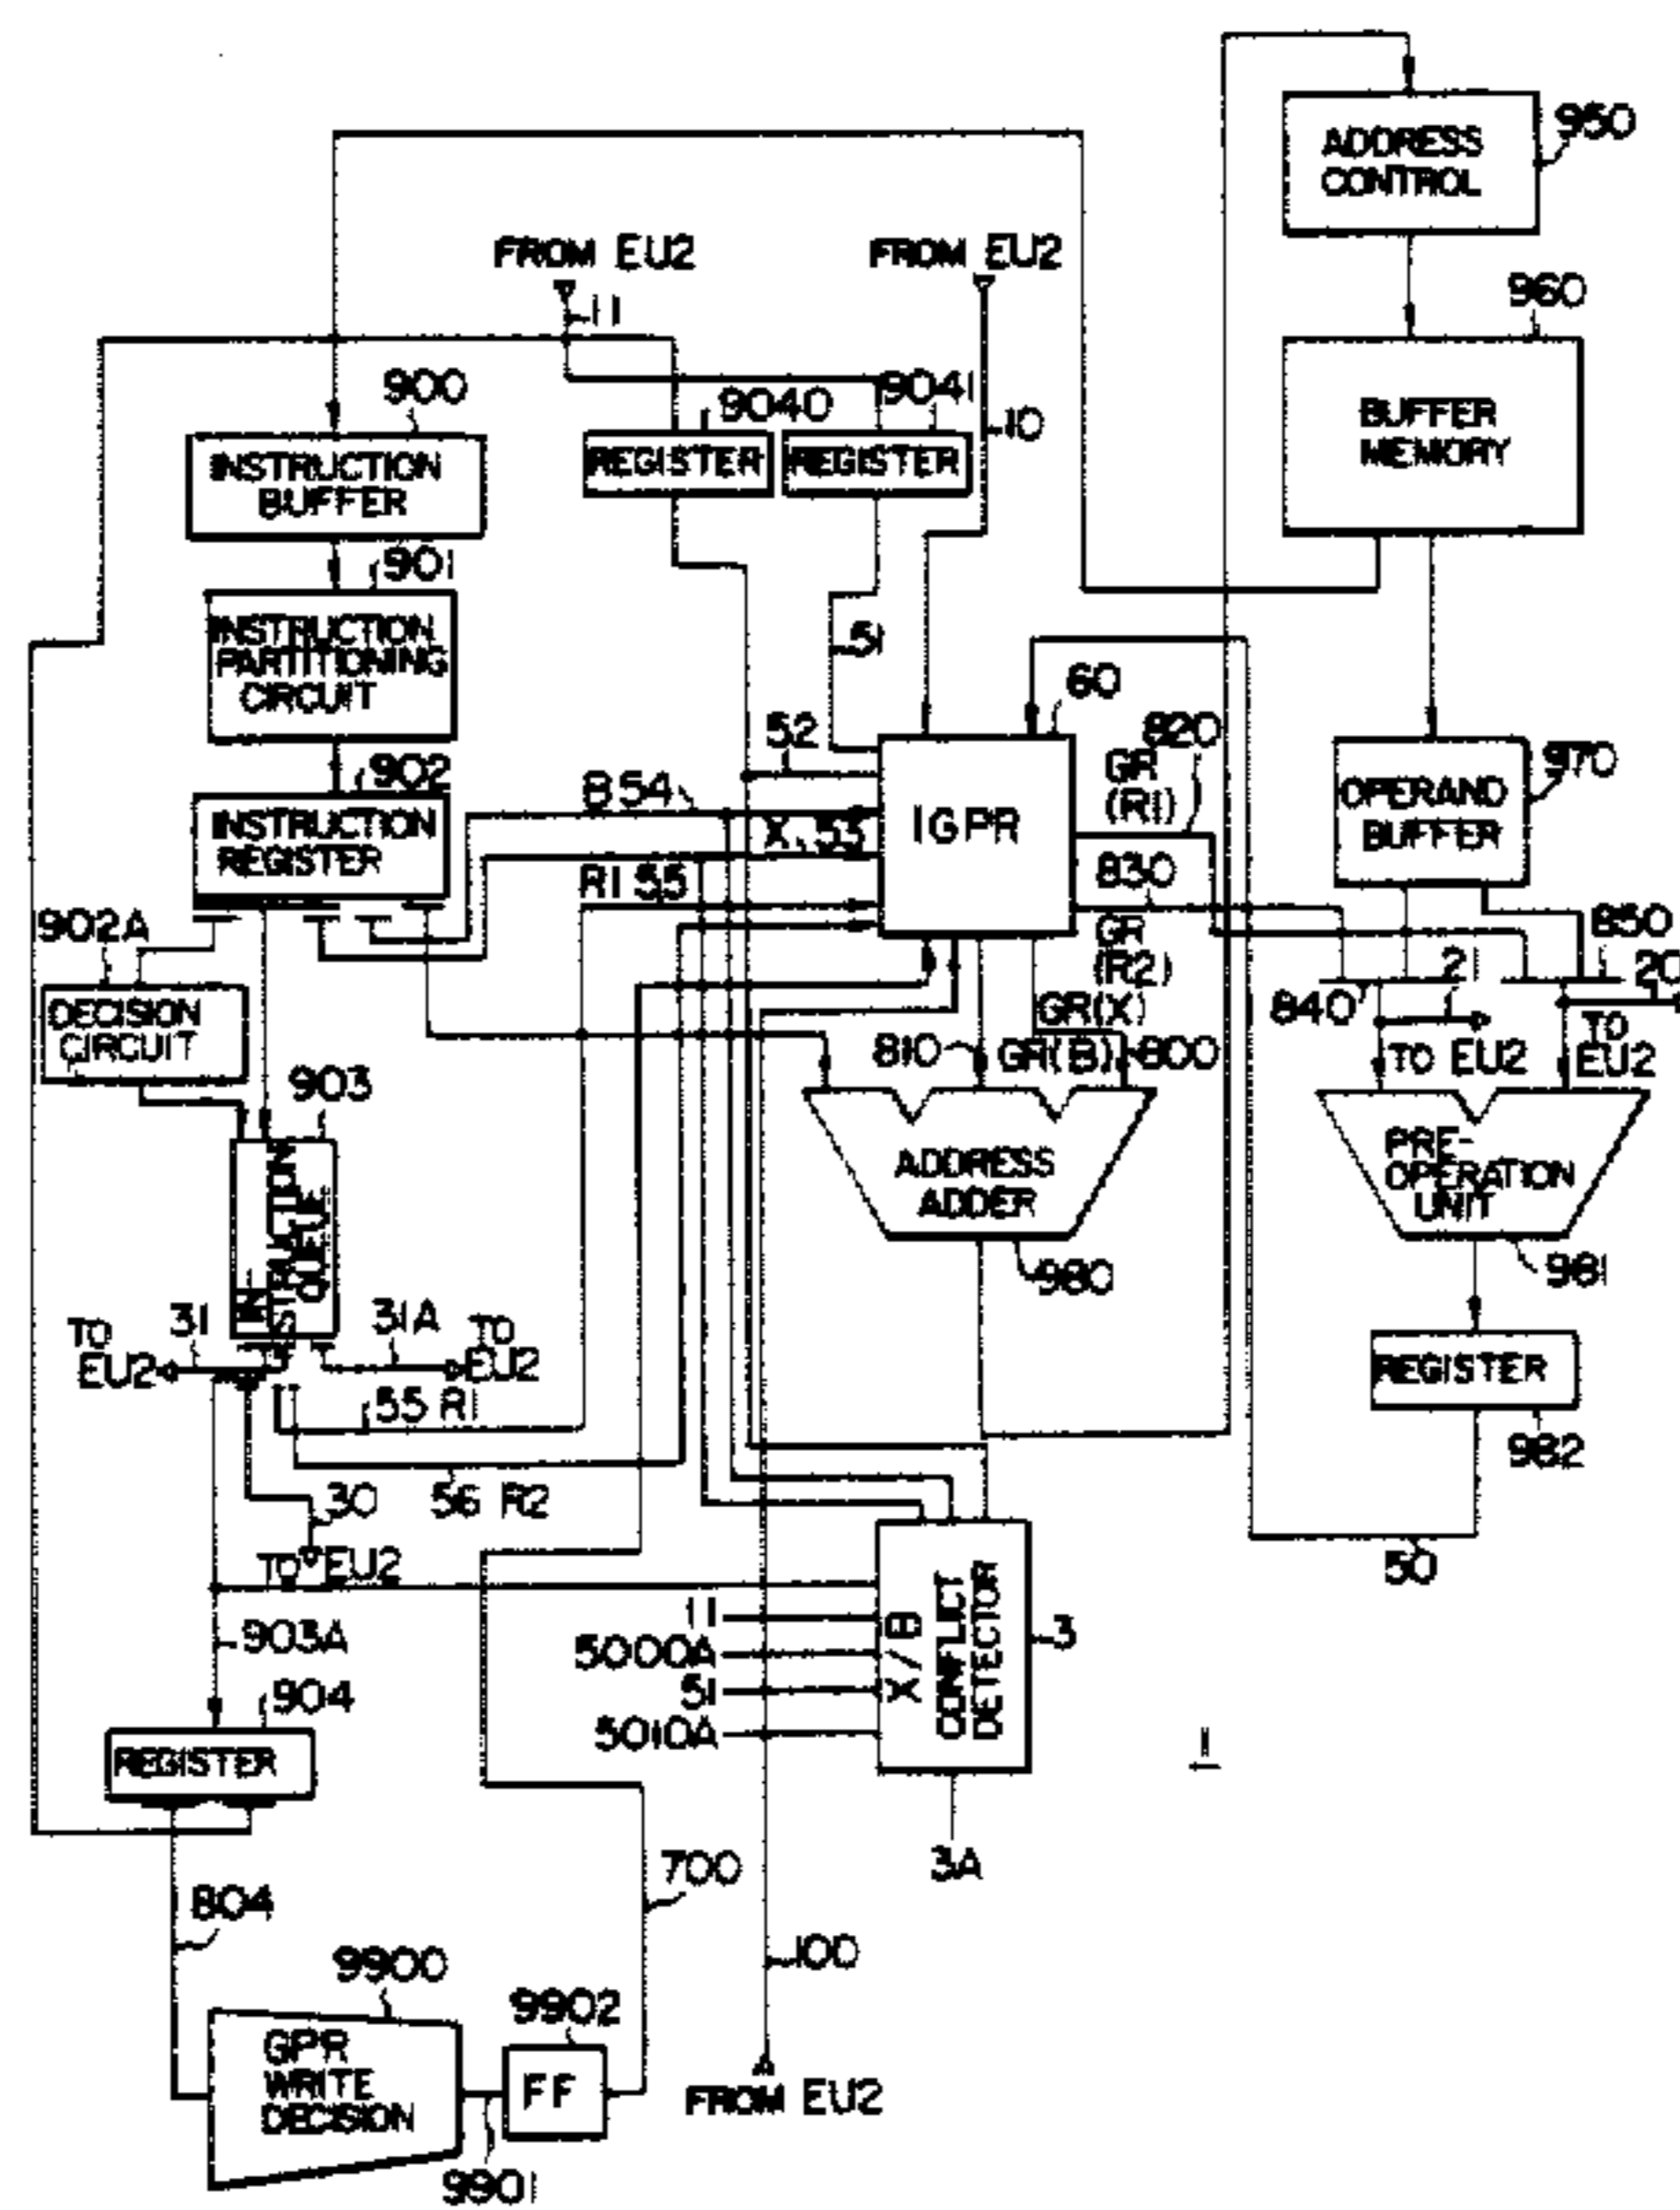 ADDRESS
CONTROL
950
FROM EU2
11
FROM EU2
10
960
BUFFER
MEMORY
900
INSTRUCTION
BUFFER
9040
REGISTER
9041
REGISTER
901
INSTRUCTION
PARTITIONING
CIRCUIT
51
60
52
820
GR
(R1)
902
INSTRUCTION
REGISTER
B 54
X, 53
R1 55
IGPR
830
GR
(R2)
970
OPERAND
BUFFER
850
20
21
840
TO EU2
TO
EU2
902A
DECISION
CIRCUIT
903
IN
STRUCTION
QUEUE
GR(X)
810
GR(B)
800
ADDRESS
ADDER
980
PRE-
OPERATION
UNIT
981
REGISTER
982
50
TO
EU2
31
31A
TO
EU2
55 R1
56 R2
30
TO EU2
903A
904
REGISTER
11
5000A
51
5010A
X/B
CONFLICT
DETECTOR
3
3A
1
700
804
100
9900
GPR
WRITE
DECISION
9902
FF
9901
FROM EU2